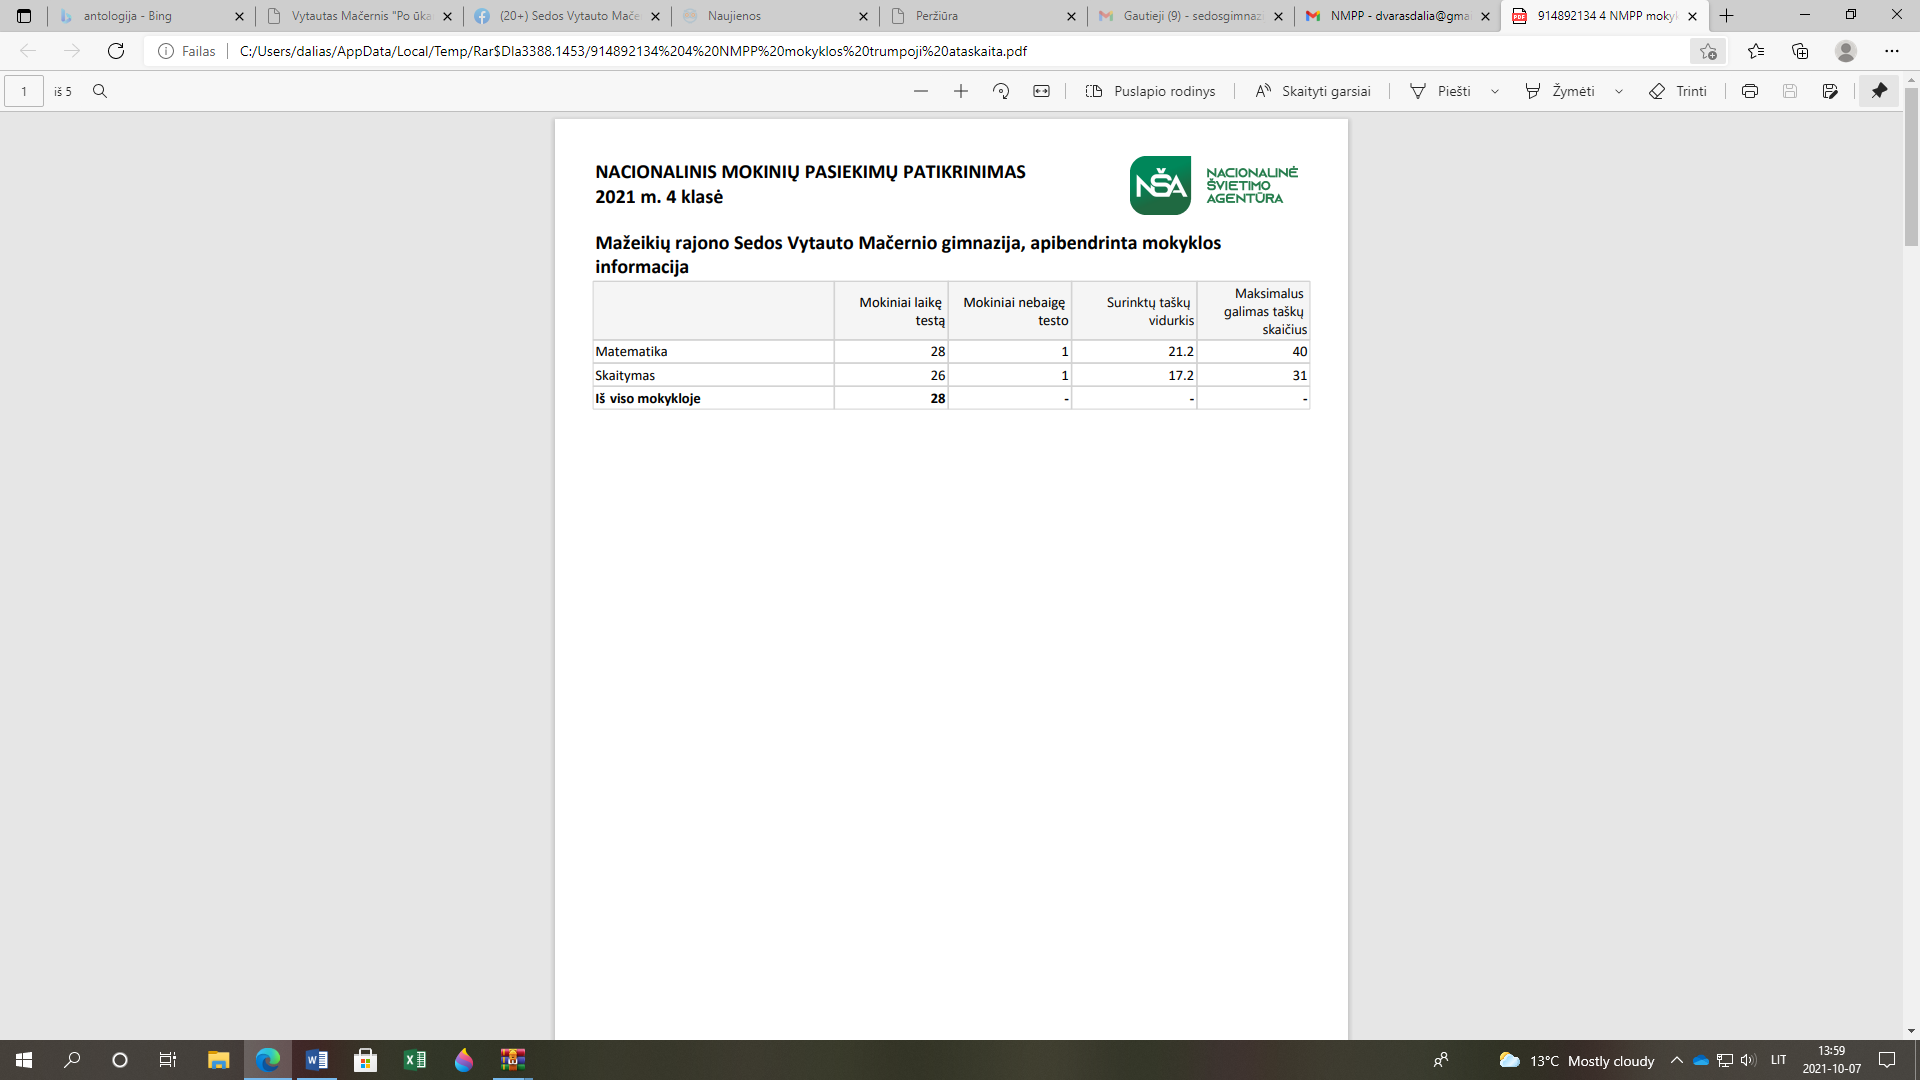 antologija - Bing
Vytautas Mačernis "Po ūka
(20+) Sedos Vytauto Mače
Naujienos
Peržiūra
Gautieji (9) - sedosgimnazi
NMPP - dvarasdalia@gma
914892134 4 NMPP moky
Failas
C:/Users/dalias/AppData/Local/Temp/Rar$DIa3388.1453/914892134%204%20NMPP%20mokyklos%20trumpoji%20ataskaita.pdf
1 iš 5
Puslapio rodinys
Skaityti garsiai
Piešti
Žymėti
Trinti
NACIONALINIS MOKINIŲ PASIEKIMŲ PATIKRINIMAS
2021 m. 4 klasė
NŠA
NACIONALINĖ
ŠVIETIMO
AGENTŪRA
Mažeikių rajono Sedos Vytauto Mačernio gimnazija, apibendrinta mokyklos
informacija
Mokiniai laikę
testą
Mokiniai nebaigę
testo
Surinktų taškų
vidurkis
Maksimalus
galimas taškų
skaičius
Matematika 28 1 21.2 40
Skaitymas 26 1 17.2 31
Iš viso mokykloje 28 - - -
13°C Mostly cloudy
LIT
13:59
2021-10-07